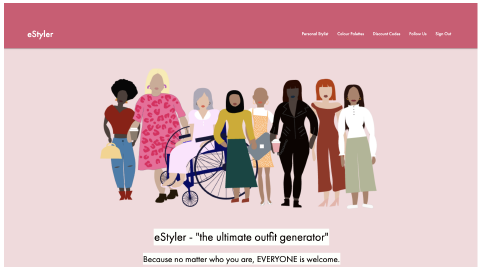 eStyler
Personal Stylist Colour Palettes Discount Codes Follow Us Sign Out
eStyler - "the ultimate outfit generator"
Because no matter who you are, EVERYONE is welcome.